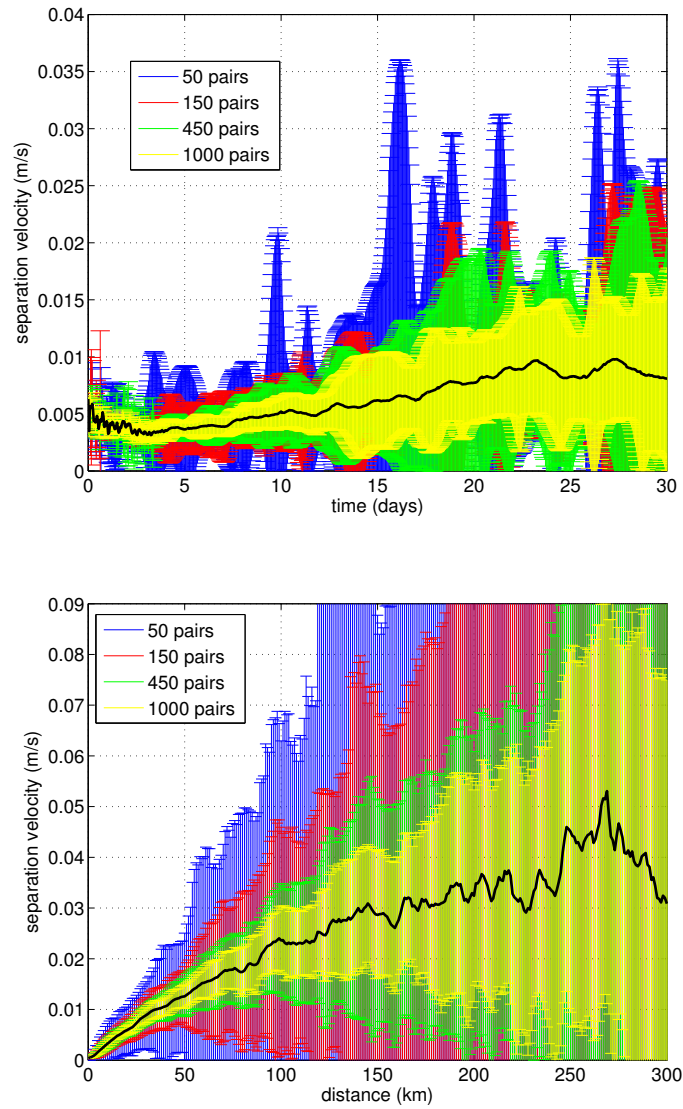 0.04
0.035
0.03
0.025
0.02
0.015
0.01
0.005
0
separation velocity (m/s)
50 pairs
150 pairs
450 pairs
1000 pairs
0 5 10 15 20 25 30
time (days)
0.09
0.08
0.07
0.06
0.05
0.04
0.03
0.02
0.01
0
separation velocity (m/s)
50 pairs
150 pairs
450 pairs
1000 pairs
0 50 100 150 200 250 300
distance (km)